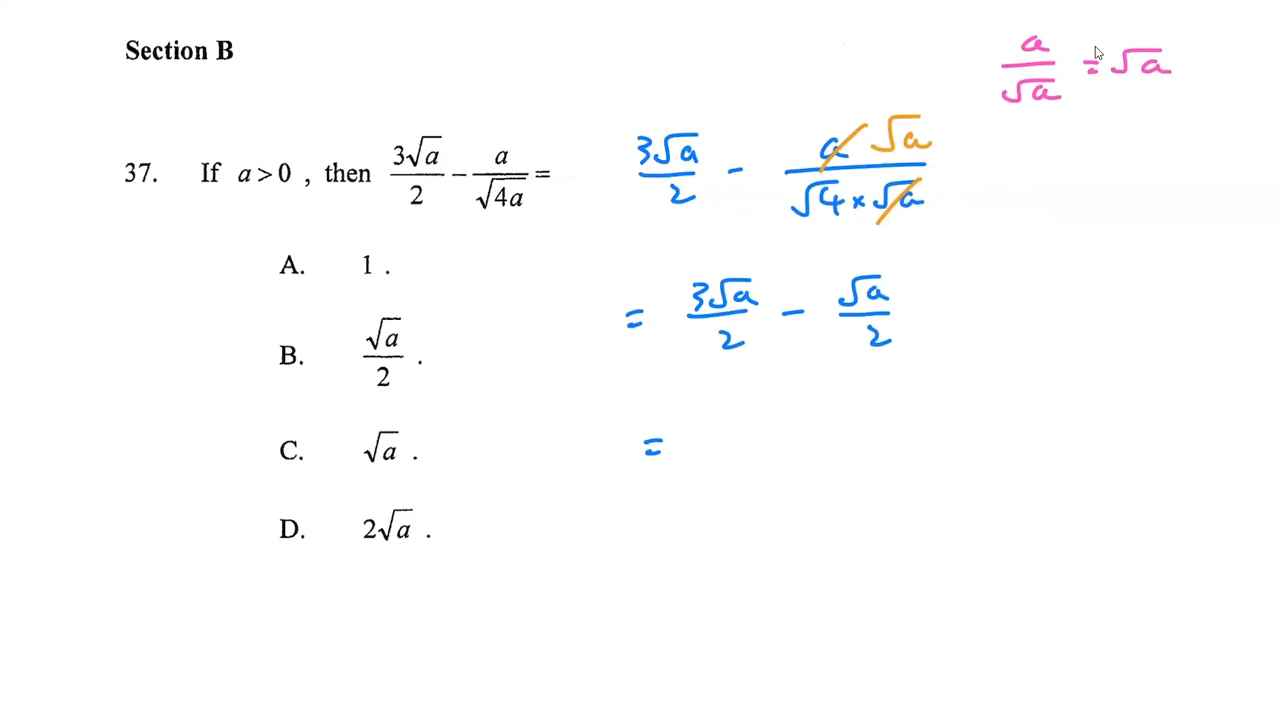 Section B
a/√a ÷ √a
37. If a > 0 , then 3√a/2 − a/√4a =
3√a/2 − a √a/√4 × √a
A. 1 .
= 3√a/2 − √a/2
B. √a/2 .
C. √a .
=
D. 2√a .